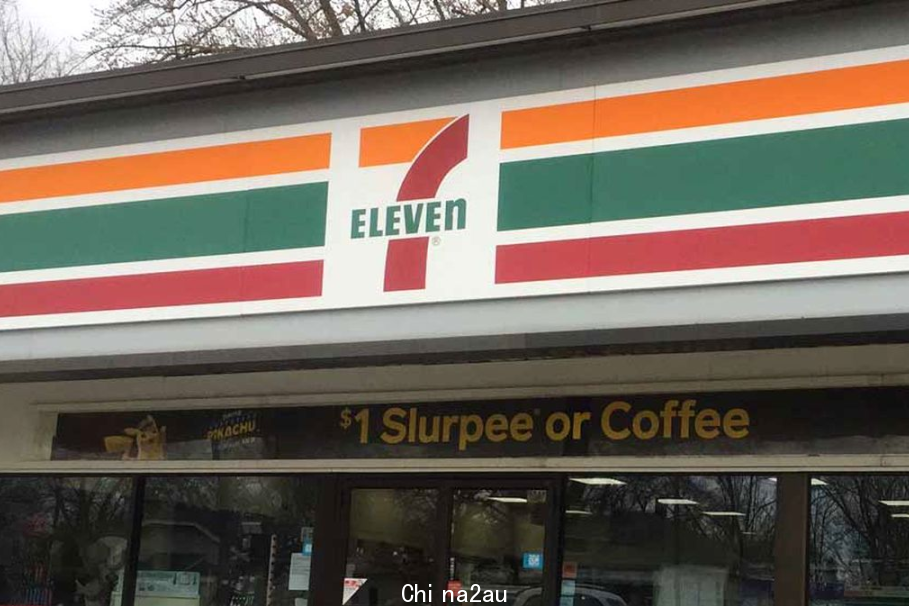 7
ELEVEn
®
PIKACHU
$1 Slurpee® or Coffee
Chi na2au